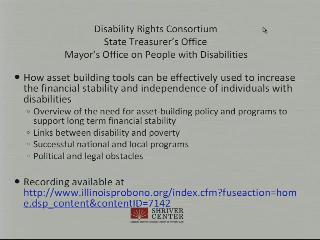 Disability Rights Consortium
State Treasurer's Office
Mayor's Office on People with Disabilities
• How asset building tools can be effectively used to increase
the financial stability and independence of individuals with
disabilities
◦ Overview of the need for asset-building policy and programs to
support long term financial stability
◦ Links between disability and poverty
◦ Successful national and local programs
◦ Political and legal obstacles
• Recording available at
http://www.illinoisprobono.org/index.cfm?fuseaction=hom
e.dsp_content&contentID=7142
SHRIVER
CENTER